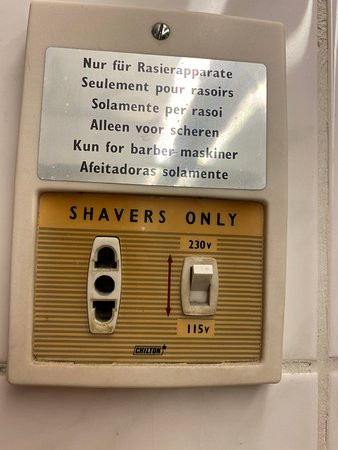 Nur für Rasierapparate
Seulement pour rasoirs
Solamente per rasoi
Alleen voor scheren
Kun for barber maskiner
Afeitadoras solamente
SHAVERS ONLY
230v
115v
CHILTON